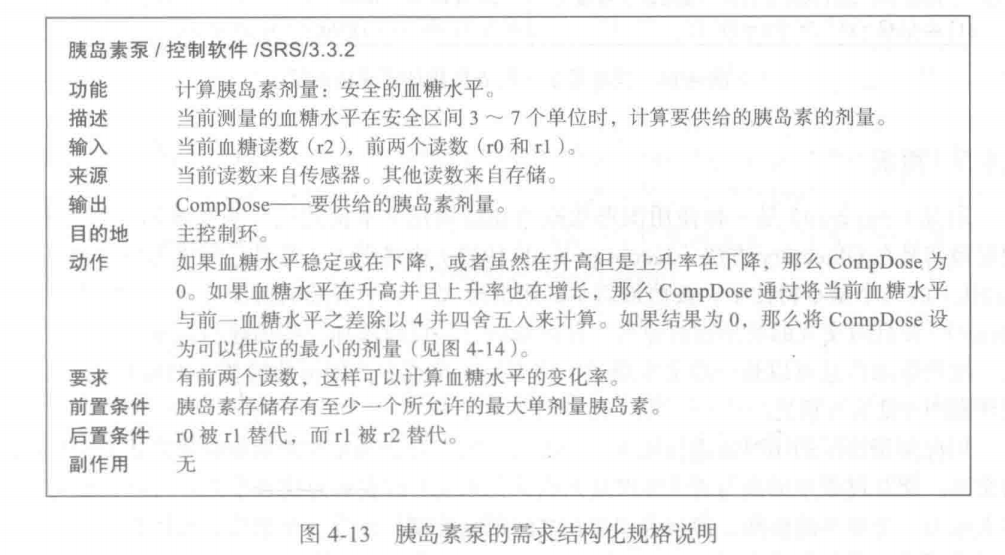 胰岛素泵 / 控制软件 /SRS/3.3.2
功能 计算胰岛素剂量：安全的血糖水平。
描述 当前测量的血糖水平在安全区间 3 ～ 7 个单位时，计算要供给的胰岛素的剂量。
输入 当前血糖读数（r2），前两个读数（r0 和 r1）。
来源 当前读数来自传感器。其他读数来自存储。
输出 CompDose——要供给的胰岛素剂量。
目的地 主控制环。
动作 如果血糖水平稳定或在下降，或者虽然在升高但是上升率在下降，那么 CompDose 为
0。如果血糖水平在升高并且上升率也在增长，那么 CompDose 通过将当前血糖水平
与前一血糖水平之差除以 4 并四舍五入来计算。如果结果为 0，那么将 CompDose 设
为可以供应的最小的剂量（见图 4-14）。
要求 有前两个读数，这样可以计算血糖水平的变化率。
前置条件 胰岛素存储存有至少一个所允许的最大单剂量胰岛素。
后置条件 r0 被 r1 替代，而 r1 被 r2 替代。
副作用 无
图 4-13 胰岛素泵的需求结构化规格说明